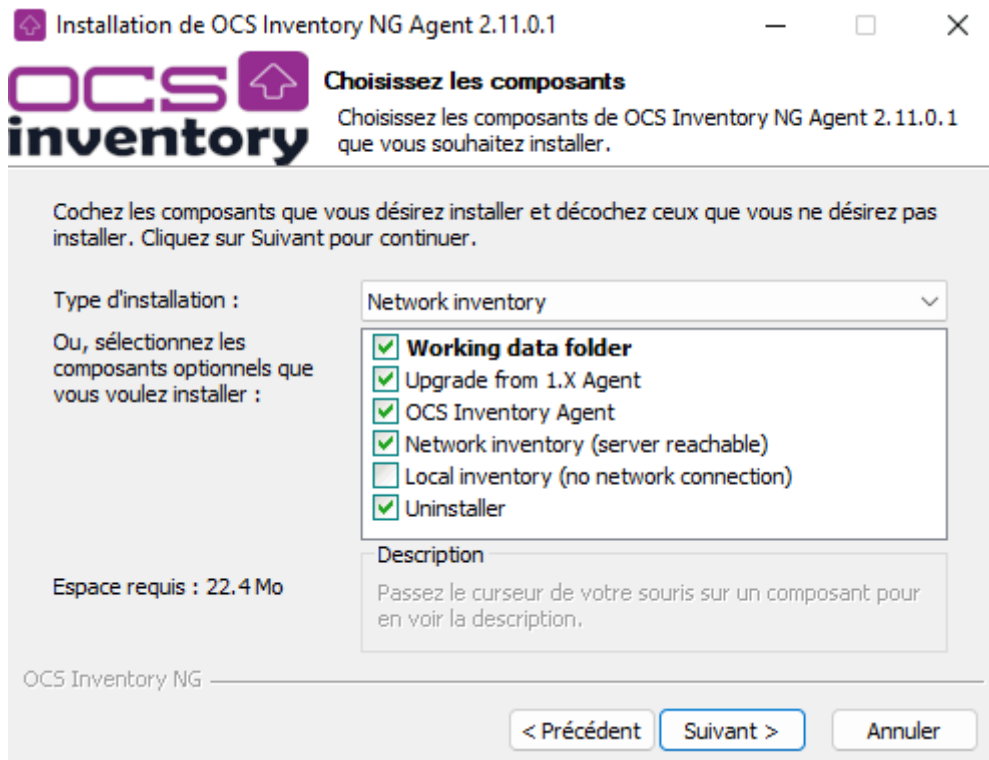 Installation de OCS Inventory NG Agent 2.11.0.1
OCS
inventory
Choisissez les composants
Choisissez les composants de OCS Inventory NG Agent 2.11.0.1
que vous souhaitez installer.
Cochez les composants que vous désirez installer et décochez ceux que vous ne désirez pas
installer. Cliquez sur Suivant pour continuer.
Type d'installation :
Network inventory
Ou, sélectionnez les
composants optionnels que
vous voulez installer :
Working data folder
Upgrade from 1.X Agent
OCS Inventory Agent
Network inventory (server reachable)
Local inventory (no network connection)
Uninstaller
Espace requis : 22.4 Mo
Description
Passez le curseur de votre souris sur un composant pour
en voir la description.
OCS Inventory NG
< Précédent
Suivant >
Annuler